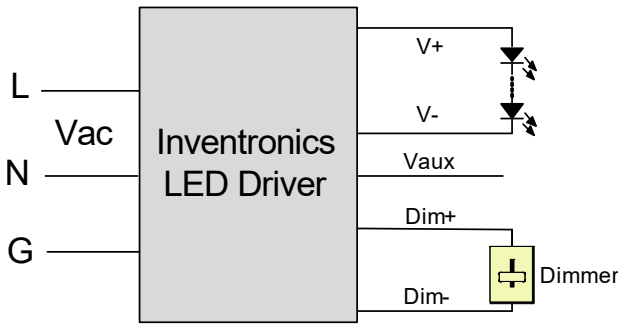 L
Vac
N
G
Inventronics
LED Driver
V+
V-
Vaux
Dim+
Dim-
Dimmer